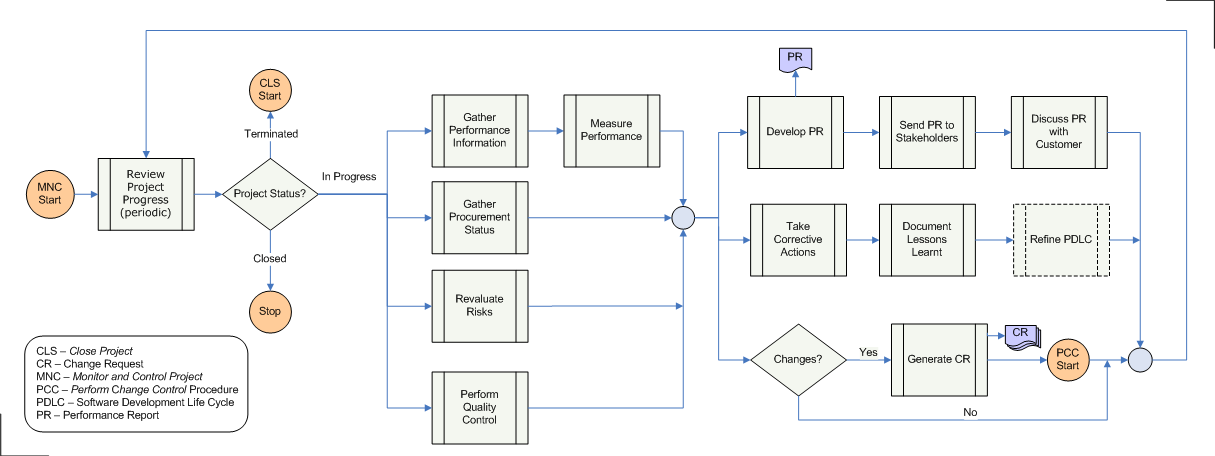 PR
CLS
Start
Gather
Performance
Information
Measure
Performance
Develop PR
Send PR to
Stakeholders
Discuss PR
with
Customer
Terminated
MNC
Start
Review
Project
Progress
(periodic)
Project Status?
In Progress
Gather
Procurement
Status
Take
Corrective
Actions
Document
Lessons
Learnt
Refine PDLC
Closed
Stop
Revaluate
Risks
Changes?
Yes
Generate CR
CR
PCC
Start
No
Perform
Quality
Control
CLS – Close Project
CR – Change Request
MNC – Monitor and Control Project
PCC – Perform Change Control Procedure
PDLC – Software Development Life Cycle
PR – Performance Report